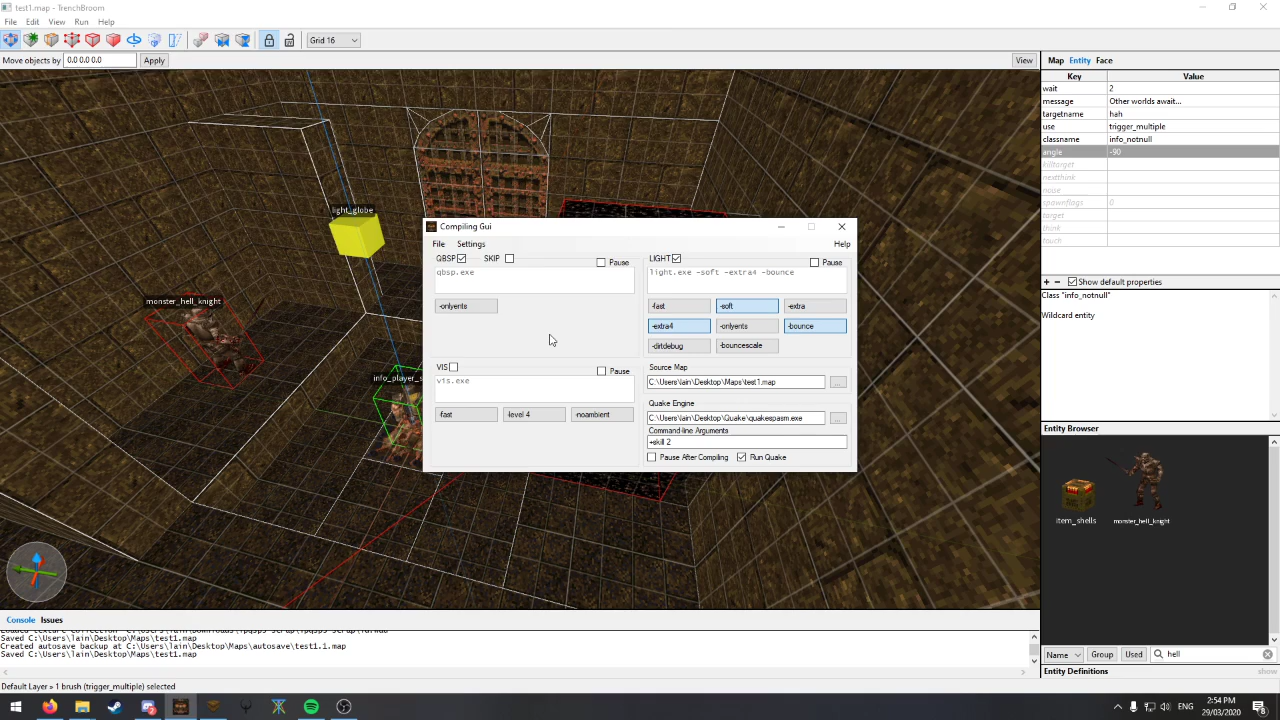 test1.map - TrenchBroom
File Edit View Run Help
Grid 16
Move objects by 0.0 0.0 0.0 Apply View
Map Entity Face
Key Value
wait 2
message Other worlds await...
targetname hah
use trigger_multiple
classname info_notnull
angle -90
killtarget
nextthink
noise
spawnflags 0
target
think
touch
+ − Show default properties
Class "info_notnull"
Wildcard entity
light_globe
monster_hell_knight
info_player_s
Compiling Gui
File Settings Help
QBSP SKIP Pause
qbsp.exe
-onlyents
LIGHT Pause
light.exe -soft -extra4 -bounce
-fast -soft -extra
-extra4 -onlyents -bounce
-dirtdebug -bouncescale
VIS Pause
vis.exe
-fast -level 4 -noambient
Source Map
C:\Users\lain\Desktop\Maps\test1.map ...
Quake Engine
C:\Users\lain\Desktop\Quake\quakespasm.exe ...
Command-line Arguments
+skill 2
Pause After Compiling Run Quake
Entity Browser
item_shells monster_hell_knight
Name Group Used hell
Entity Definitions show
Console Issues
Saved C:\Users\lain\Desktop\Maps\test1.map
Created autosave backup at C:\Users\lain\Desktop\Maps\autosave\test1.1.map
Saved C:\Users\lain\Desktop\Maps\test1.map
Default Layer > 1 brush (trigger_multiple) selected
ENG
2:54 PM
29/03/2020
8